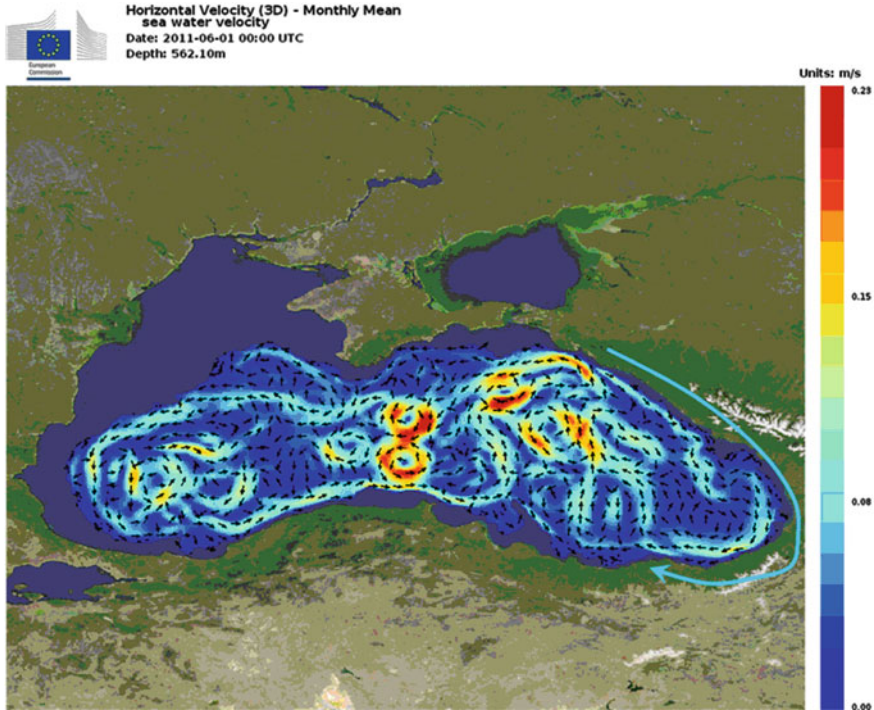 Horizontal Velocity (3D) - Monthly Mean
sea water velocity
Date: 2011-06-01 00:00 UTC
Depth: 562.10m
European
Commission
Units: m/s
0.23
0.15
0.08
0.00